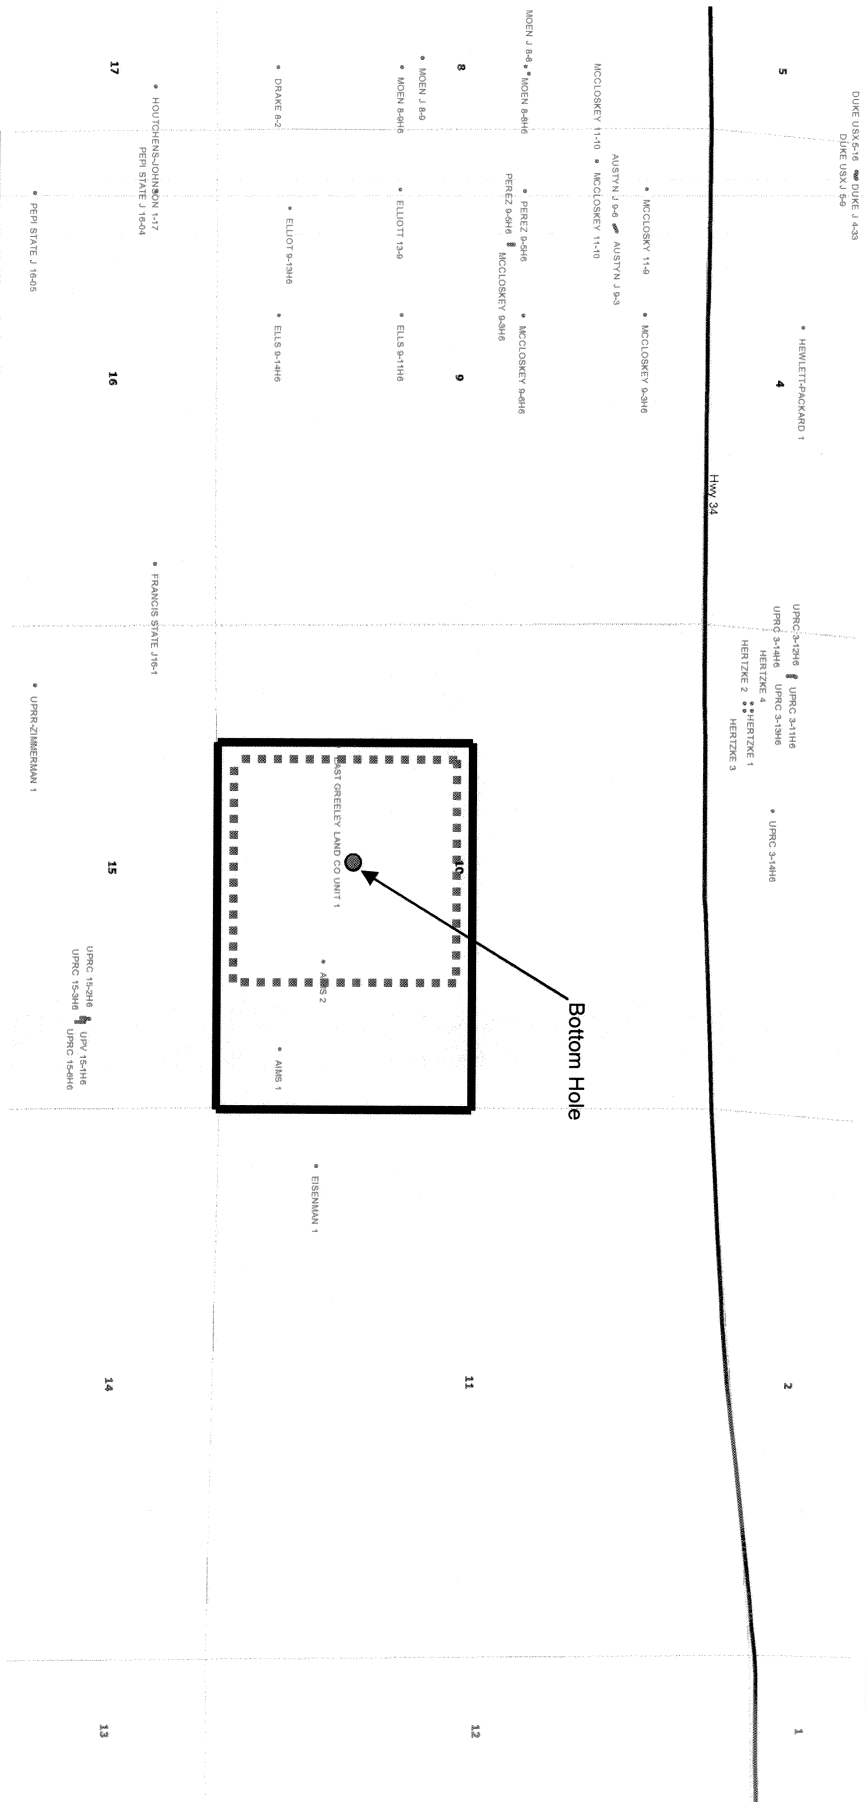 DUKE USX 5-16
DUKE J 4-33
DUKE USX J 5-9
5
HEWLETT-PACKARD 1
4
UPRC 3-12H6
UPRC 3-11H6
UPRC 3-14H6
UPRC 3-13H6
HERTZKE 4
HERTZKE 2
HERTZKE 1
HERTZKE 3
UPRC 3-14H6
2
1
Hwy 34
MCCLOSKY 11-9
MCCLOSKEY 9-3H6
AUSTYN J 9-6
AUSTYN J 9-3
MCCLOSKEY 11-10
MCCLOSKEY 11-10
MOEN J 8-8
MOEN 8-8H6
PEREZ 9-5H6
MCCLOSKEY 9-6H6
PEREZ 9-6H6
MCCLOSKEY 9-3H6
Bottom Hole
8
9
10
11
12
MOEN J 8-9
MOEN 8-9H6
ELLIOTT 13-9
ELLS 9-11H6
EAST GREELEY LAND CO UNIT 1
AIMS 2
EISENMAN 1
DRAKE 8-2
ELLIOT 9-13H6
ELLS 9-14H6
AIMS 1
HOUTCHENS-JOHNSON 1-17
PEPI STATE J 16-04
FRANCIS STATE J16-1
17
16
15
14
13
UPRC 15-2H6
UPV 15-1H6
UPRC 15-3H6
UPRC 15-6H6
PEPI STATE J 16-05
UPRR-ZIMMERMAN 1